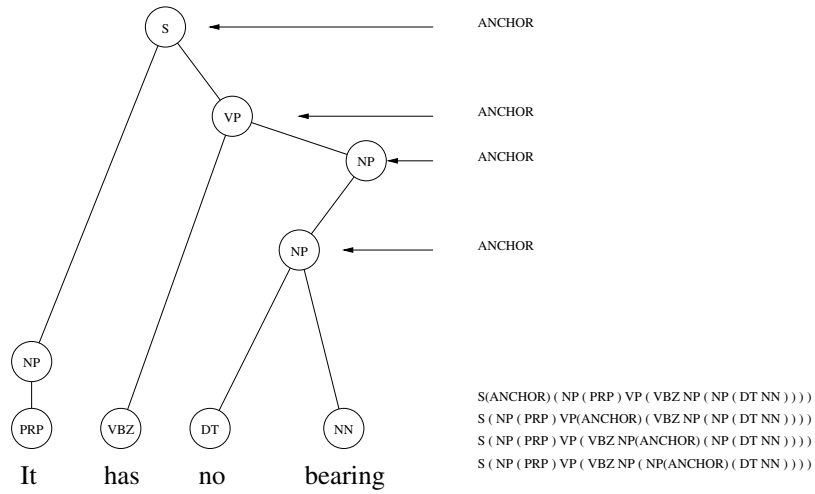 S ANCHOR
VP ANCHOR
NP ANCHOR
NP ANCHOR
NP
S(ANCHOR) ( NP ( PRP ) VP ( VBZ NP ( NP ( DT NN ) ) ) )
S ( NP ( PRP ) VP(ANCHOR) ( VBZ NP ( NP ( DT NN ) ) ) )
PRP VBZ DT NN
S ( NP ( PRP ) VP ( VBZ NP(ANCHOR) ( NP ( DT NN ) ) ) )
S ( NP ( PRP ) VP ( VBZ NP ( NP(ANCHOR) ( DT NN ) ) ) )
It has no bearing